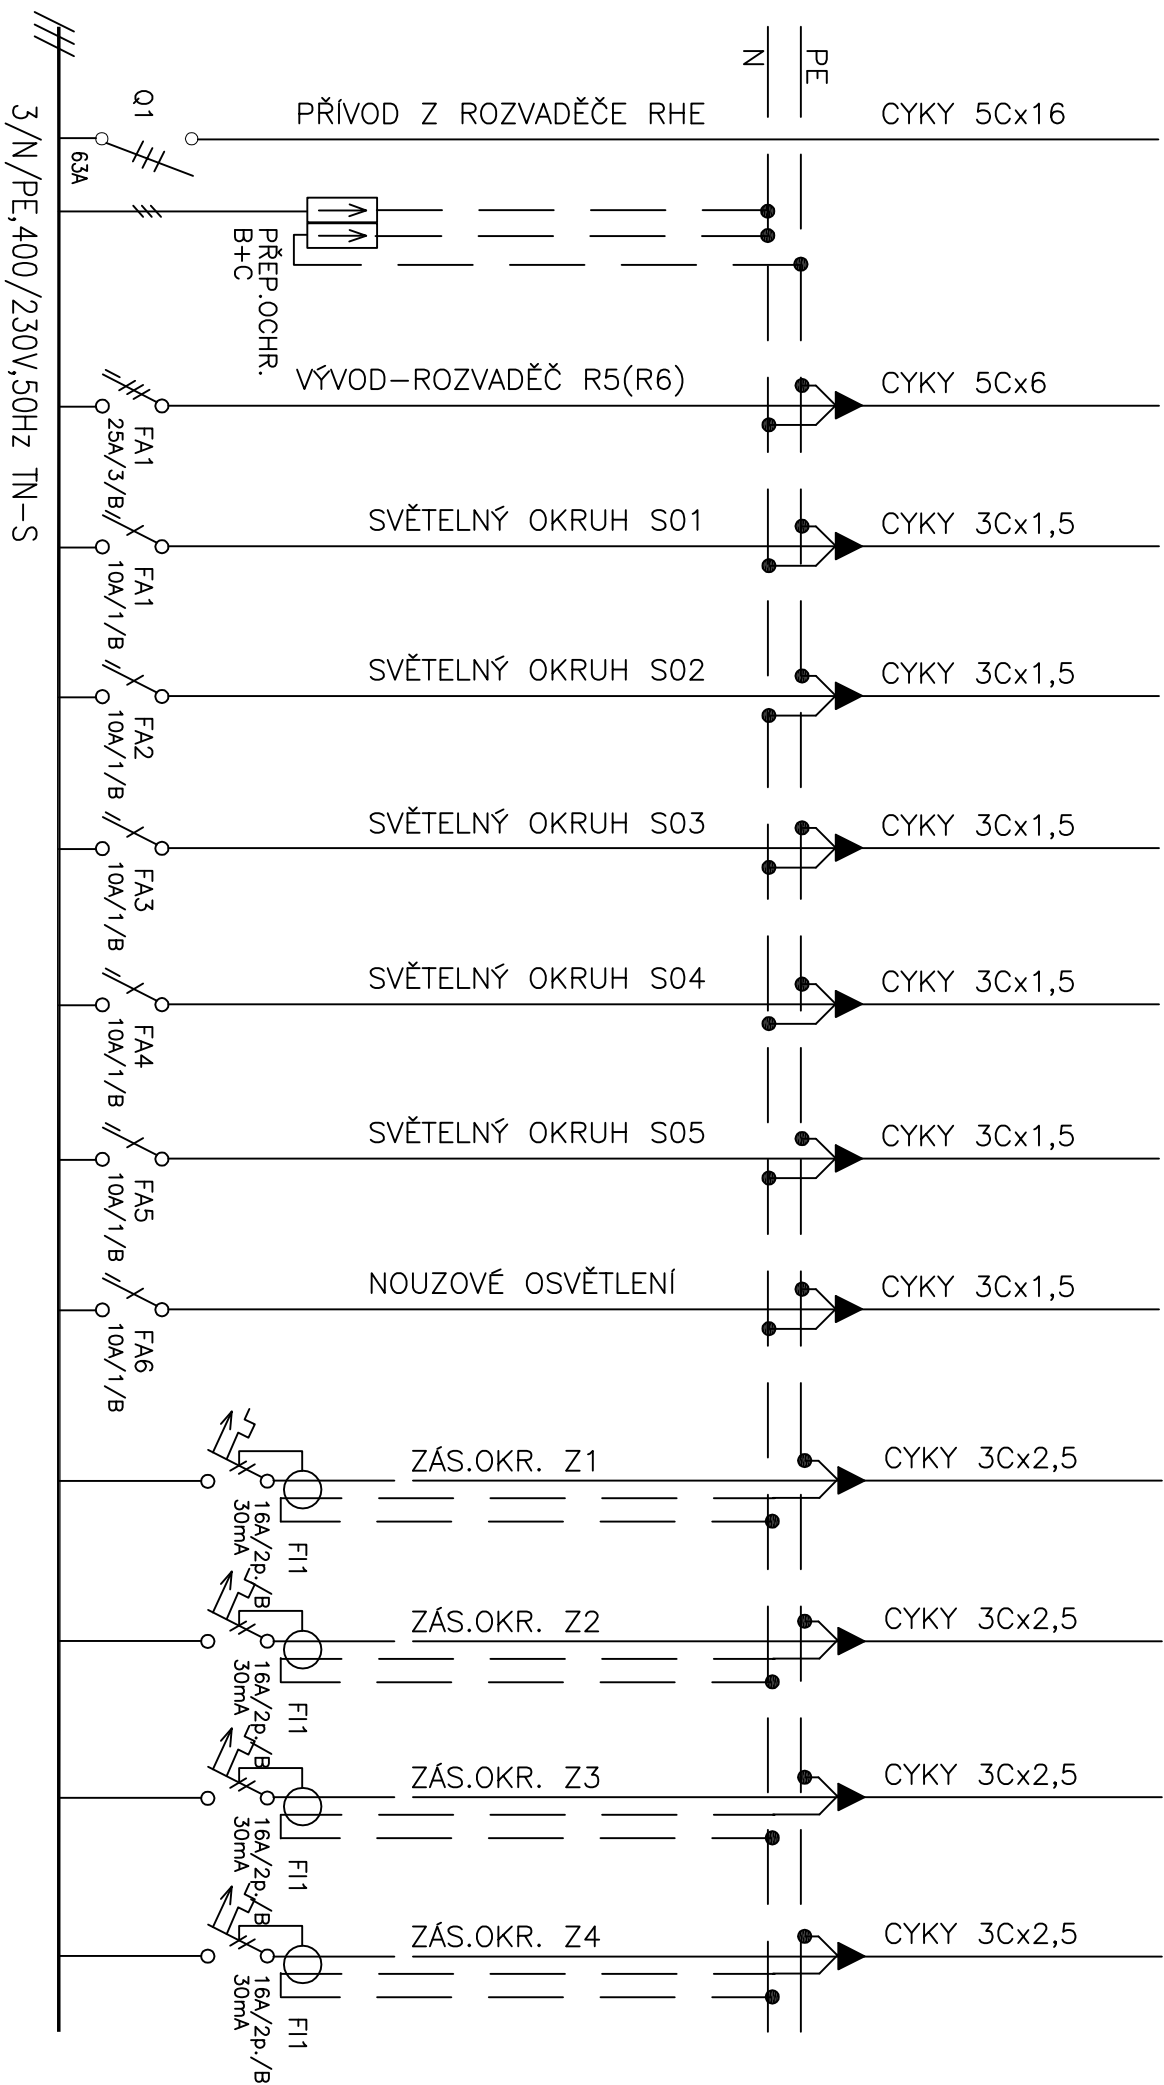 N
PE
PŘÍVOD Z ROZVADĚČE RHE
CYKY 5Cx16
Q1
63A
3/N/PE,400/230V,50Hz TN-S
PŘEP.OCHR.
B+C
VÝVOD-ROZVADĚČ R5(R6)
CYKY 5Cx6
FA1
25A/3/B
SVĚTELNÝ OKRUH SO1
CYKY 3Cx1,5
FA1
10A/1/B
SVĚTELNÝ OKRUH SO2
CYKY 3Cx1,5
FA2
10A/1/B
SVĚTELNÝ OKRUH SO3
CYKY 3Cx1,5
FA3
10A/1/B
SVĚTELNÝ OKRUH SO4
CYKY 3Cx1,5
FA4
10A/1/B
SVĚTELNÝ OKRUH SO5
CYKY 3Cx1,5
FA5
10A/1/B
NOUZOVÉ OSVĚTLENÍ
CYKY 3Cx1,5
FA6
10A/1/B
ZÁS.OKR. Z1
CYKY 3Cx2,5
FI1
16A/2p./B
30mA
ZÁS.OKR. Z2
CYKY 3Cx2,5
FI1
16A/2p./B
30mA
ZÁS.OKR. Z3
CYKY 3Cx2,5
FI1
16A/2p./B
30mA
ZÁS.OKR. Z4
CYKY 3Cx2,5
FI1
16A/2p./B
30mA